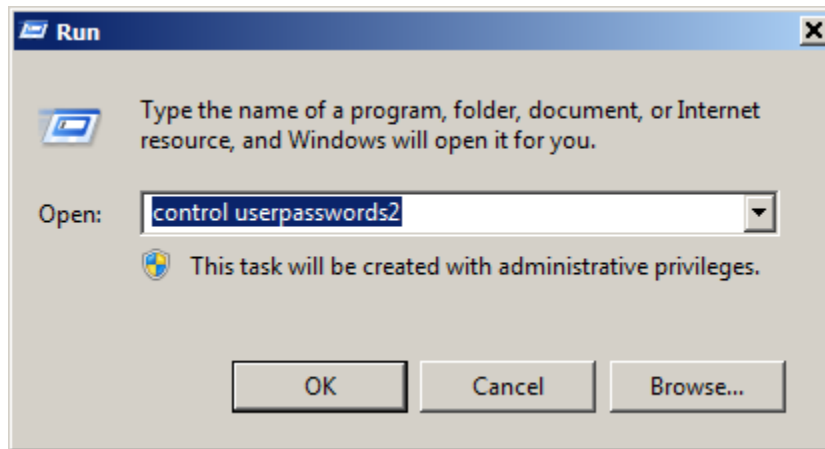 Run
Type the name of a program, folder, document, or Internet
resource, and Windows will open it for you.
Open: control userpasswords2
This task will be created with administrative privileges.
OK Cancel Browse...